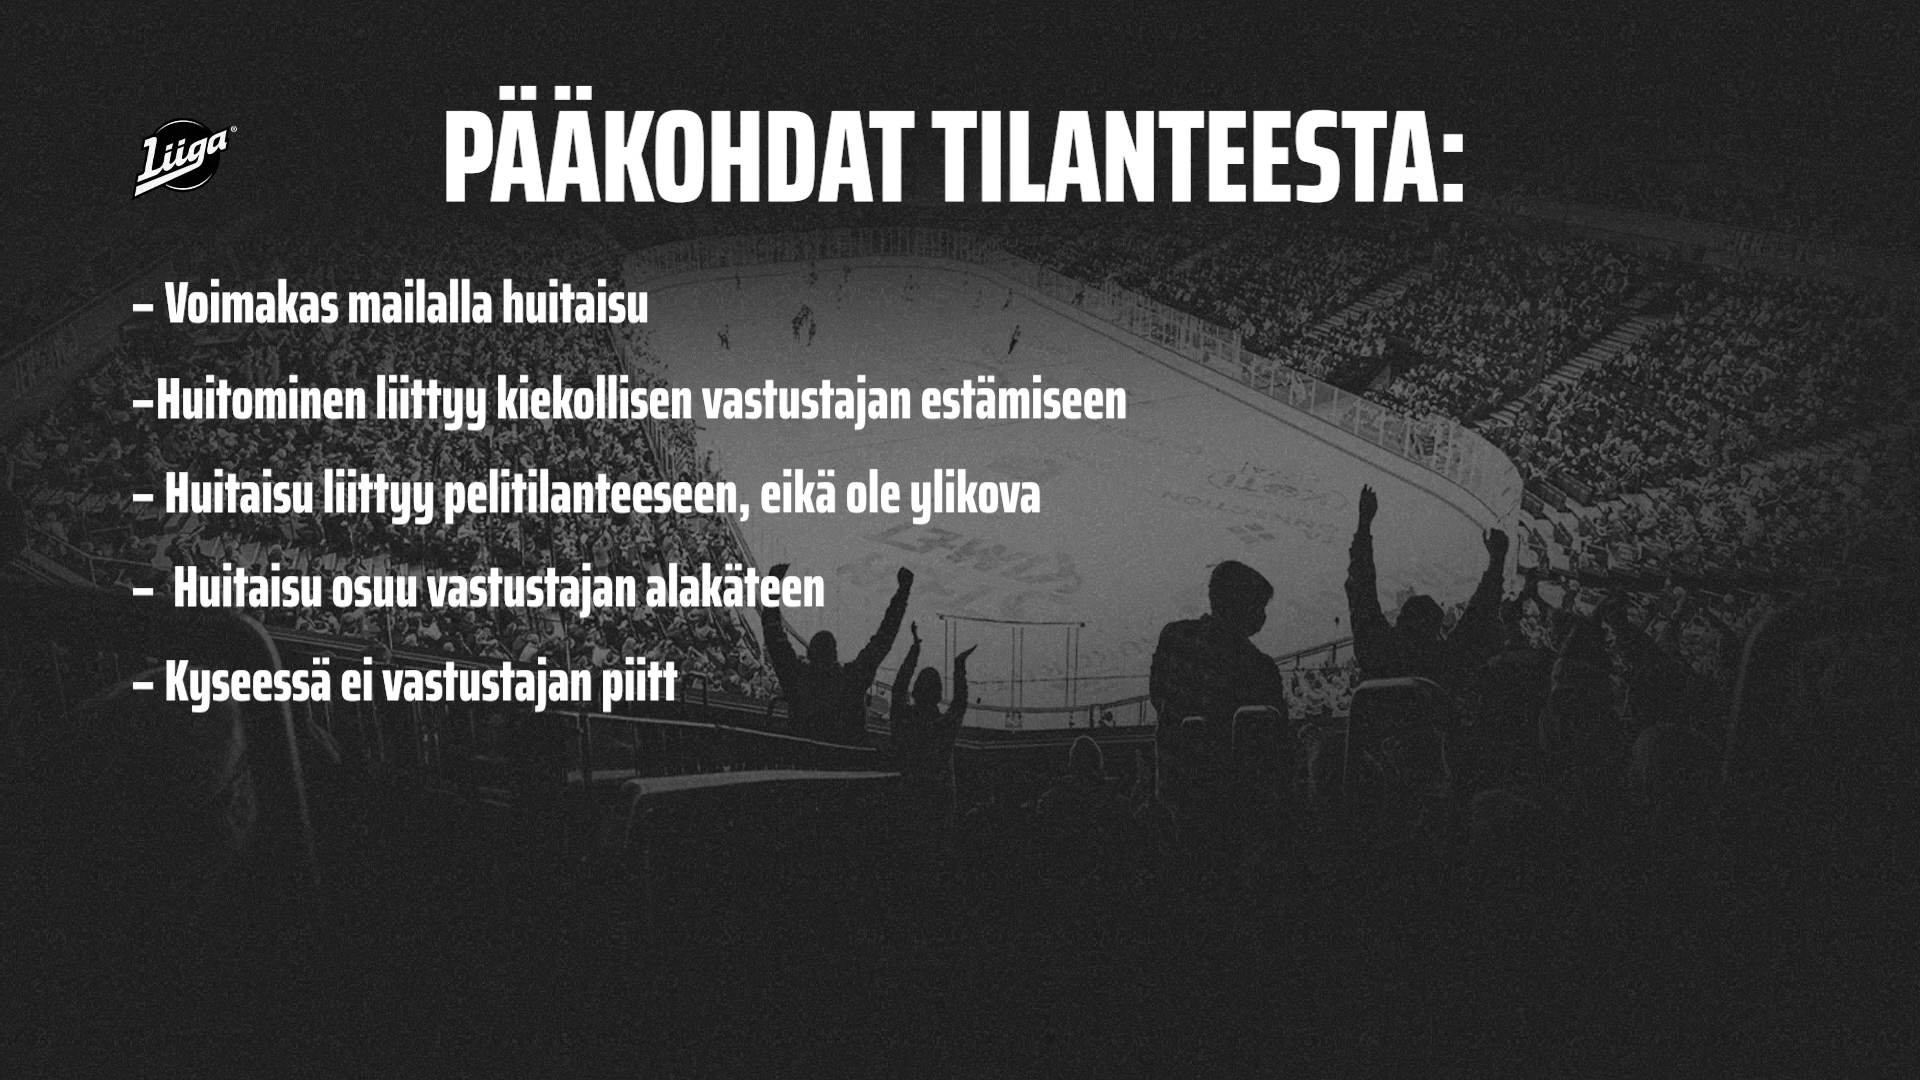 Liiga®
PÄÄKOHDAT TILANTEESTA:
– Voimakas mailalla huitaisu
–Huitominen liittyy kiekollisen vastustajan estämiseen
– Huitaisu liittyy pelitilanteeseen, eikä ole ylikova
– Huitaisu osuu vastustajan alakäteen
– Kyseessä ei vastustajan piitt